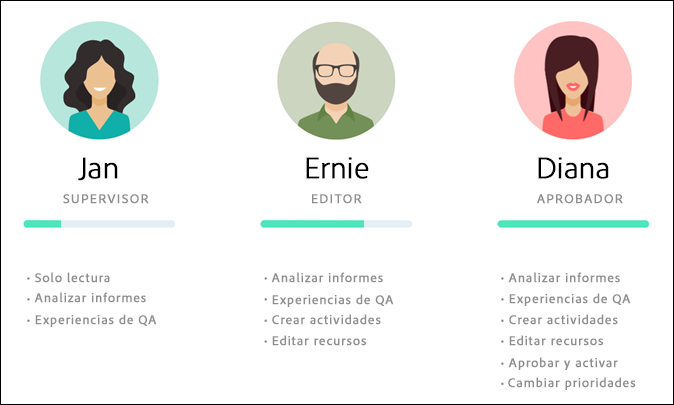 Jan
SUPERVISOR
· Solo lectura
· Analizar informes
· Experiencias de QA
Ernie
EDITOR
· Analizar informes
· Experiencias de QA
· Crear actividades
· Editar recursos
Diana
APROBADOR
· Analizar informes
· Experiencias de QA
· Crear actividades
· Editar recursos
· Aprobar y activar
· Cambiar prioridades